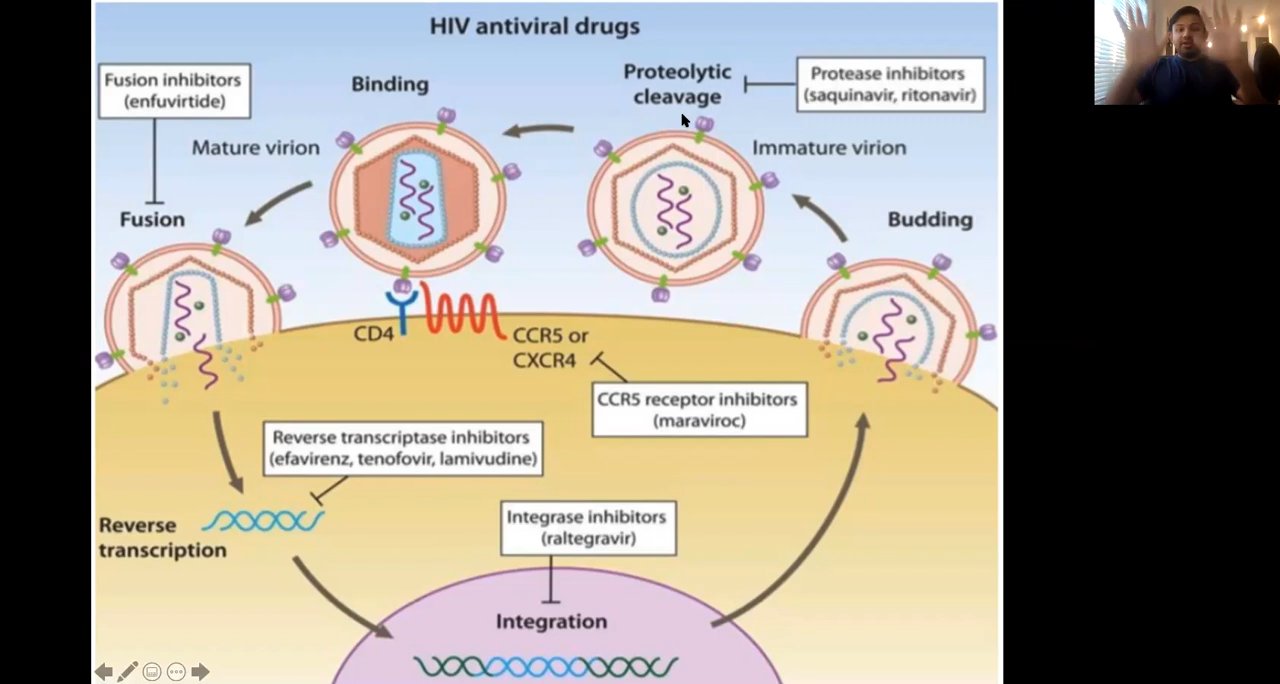 HIV antiviral drugs
Fusion inhibitors
(enfuvirtide)
Binding
Proteolytic
cleavage
Protease inhibitors
(saquinavir, ritonavir)
Mature virion
Immature virion
Fusion
Budding
CD4
CCR5 or
CXCR4
CCR5 receptor inhibitors
(maraviroc)
Reverse transcriptase inhibitors
(efavirenz, tenofovir, lamivudine)
Reverse
transcription
Integrase inhibitors
(raltegravir)
Integration